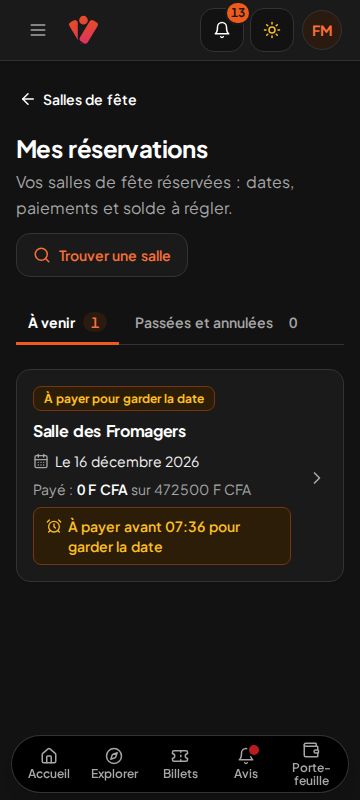 13
FM
Salles de fête
Mes réservations
Vos salles de fête réservées : dates,
paiements et solde à régler.
Trouver une salle
À venir 1 Passées et annulées 0
À payer pour garder la date
Salle des Fromagers
Le 16 décembre 2026
Payé : 0 F CFA sur 472500 F CFA
À payer avant 07:36 pour
garder la date
Accueil Explorer Billets Avis Porte-
feuille